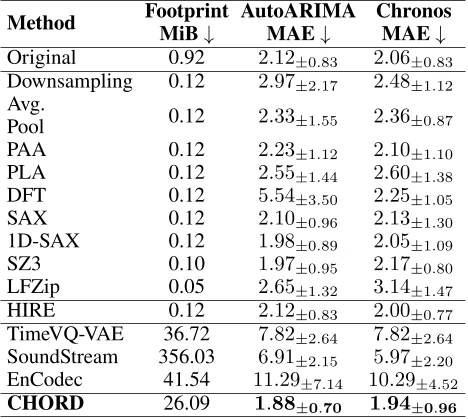 Method Footprint MiB ↓ AutoARIMA MAE ↓ Chronos MAE ↓
Original 0.92 2.12±0.83 2.06±0.83
Downsampling 0.12 2.97±2.17 2.48±1.12
Avg. Pool 0.12 2.33±1.55 2.36±0.87
PAA 0.12 2.23±1.12 2.10±1.10
PLA 0.12 2.55±1.44 2.60±1.38
DFT 0.12 5.54±3.50 2.25±1.05
SAX 0.12 2.10±0.96 2.13±1.30
1D-SAX 0.12 1.98±0.89 2.05±1.09
SZ3 0.10 1.97±0.95 2.17±0.80
LFZip 0.05 2.65±1.32 3.14±1.47
HIRE 0.12 2.12±0.83 2.00±0.77
TimeVQ-VAE 36.72 7.82±2.64 7.82±2.64
SoundStream 356.03 6.91±2.15 5.97±2.20
EnCodec 41.54 11.29±7.14 10.29±4.52
CHORD 26.09 1.88±0.70 1.94±0.96